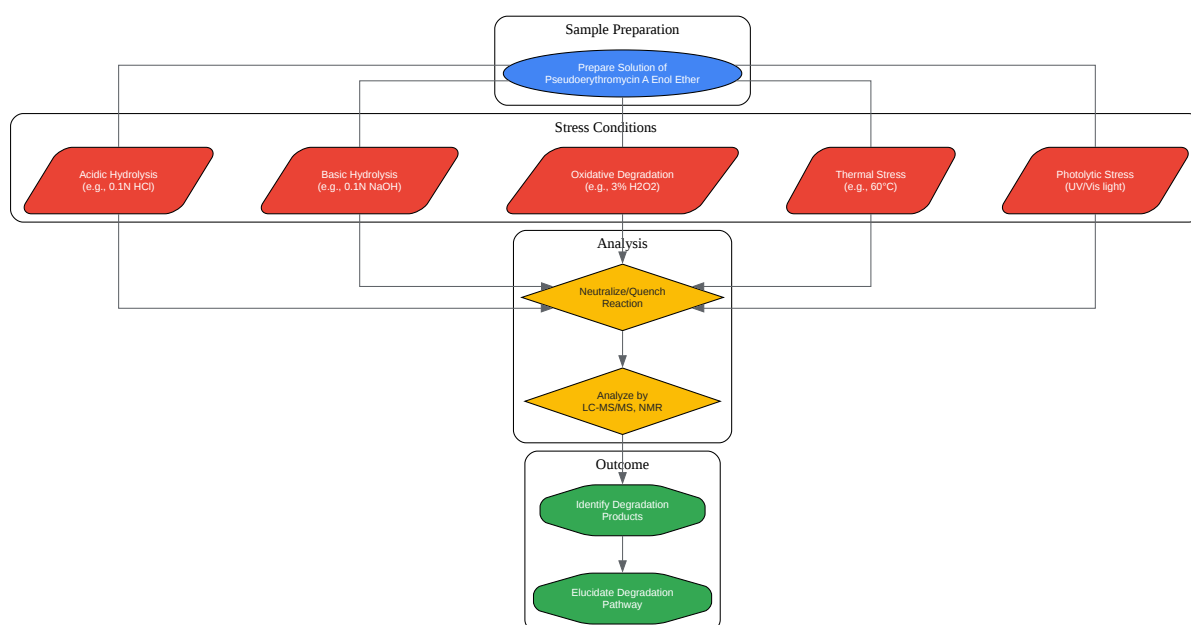 Sample Preparation
Prepare Solution of
Pseudoerythromycin A Enol Ether
Stress Conditions
Acidic Hydrolysis
(e.g., 0.1N HCl)
Basic Hydrolysis
(e.g., 0.1N NaOH)
Oxidative Degradation
(e.g., 3% H2O2)
Thermal Stress
(e.g., 60°C)
Photolytic Stress
(UV/Vis light)
Analysis
Neutralize/Quench
Reaction
Analyze by
LC-MS/MS, NMR
Outcome
Identify Degradation
Products
Elucidate Degradation
Pathway